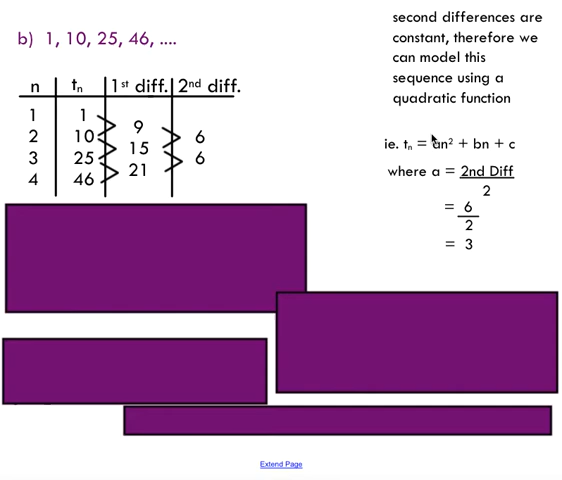 b) 1, 10, 25, 46, ....
n tₙ 1st diff. 2nd diff.
1 1
9
2 10 6
15
3 25 6
21
4 46
second differences are
constant, therefore we
can model this
sequence using a
quadratic function
ie. tₙ = an² + bn + c
where a = 2nd Diff
2
= 6
2
= 3
Extend Page